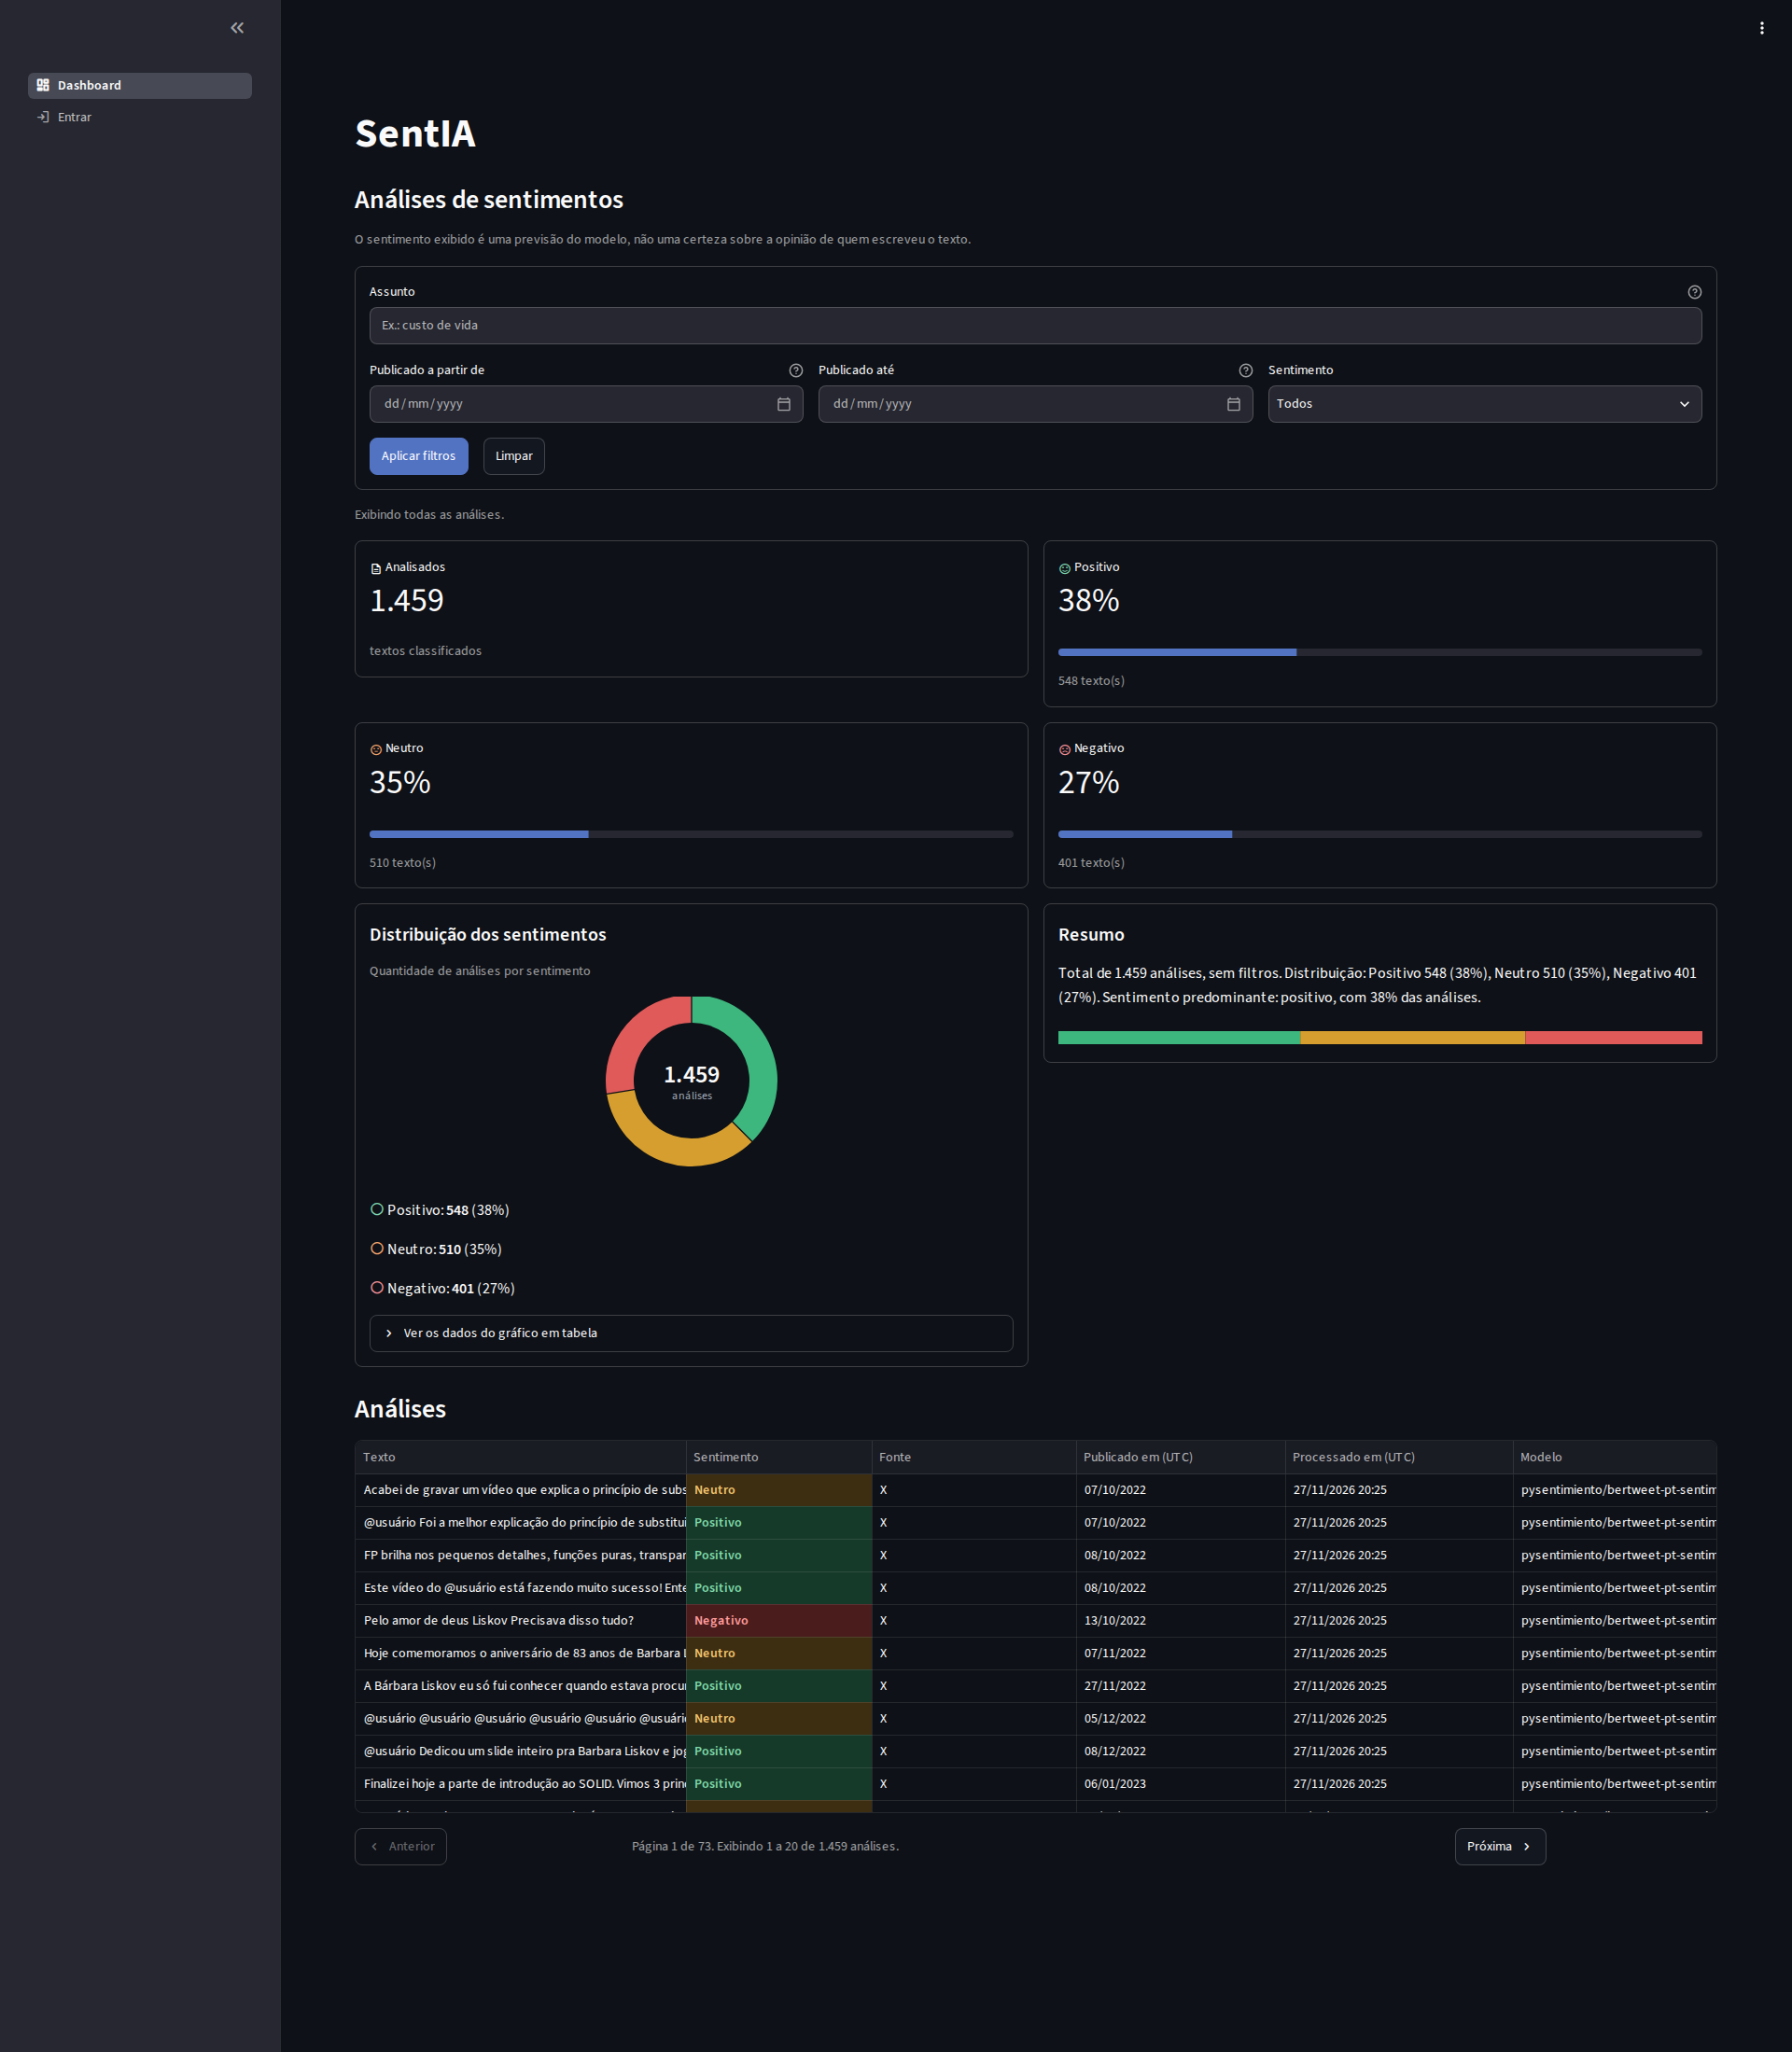 Dashboard
Entrar
SentIA
Análises de sentimentos
O sentimento exibido é uma previsão do modelo, não uma certeza sobre a opinião de quem escreveu o texto.
Assunto
Ex.: custo de vida
Publicado a partir de
Publicado até
Sentimento
dd/mm/yyyy
dd/mm/yyyy
Todos
Aplicar filtros
Limpar
Exibindo todas as análises.
Analisados
1.459
textos classificados
Positivo
38%
548 texto(s)
Neutro
35%
510 texto(s)
Negativo
27%
401 texto(s)
Distribuição dos sentimentos
Quantidade de análises por sentimento
1.459
análises
Positivo: 548 (38%)
Neutro: 510 (35%)
Negativo: 401 (27%)
Ver os dados do gráfico em tabela
Resumo
Total de 1.459 análises, sem filtros. Distribuição: Positivo 548 (38%), Neutro 510 (35%), Negativo 401
(27%). Sentimento predominante: positivo, com 38% das análises.
Análises
Texto Sentimento Fonte Publicado em (UTC) Processado em (UTC) Modelo
Acabei de gravar um vídeo que explica o princípio de subs Neutro X 07/10/2022 27/11/2026 20:25 pysentimiento/bertweet-pt-sentim
@usuário Foi a melhor explicação do princípio de substitui Positivo X 07/10/2022 27/11/2026 20:25 pysentimiento/bertweet-pt-sentim
FP brilha nos pequenos detalhes, funções puras, transpar Positivo X 08/10/2022 27/11/2026 20:25 pysentimiento/bertweet-pt-sentim
Este vídeo do @usuário está fazendo muito sucesso! Ente Positivo X 08/10/2022 27/11/2026 20:25 pysentimiento/bertweet-pt-sentim
Pelo amor de deus Liskov Precisava disso tudo? Negativo X 13/10/2022 27/11/2026 20:25 pysentimiento/bertweet-pt-sentim
Hoje comemoramos o aniversário de 83 anos de Barbara Neutro X 07/11/2022 27/11/2026 20:25 pysentimiento/bertweet-pt-sentim
A Bárbara Liskov eu só fui conhecer quando estava procu Positivo X 27/11/2022 27/11/2026 20:25 pysentimiento/bertweet-pt-sentim
@usuário @usuário @usuário @usuário @usuário @usuári Neutro X 05/12/2022 27/11/2026 20:25 pysentimiento/bertweet-pt-sentim
@usuário Dedicou um slide inteiro pra Barbara Liskov e jog Positivo X 08/12/2022 27/11/2026 20:25 pysentimiento/bertweet-pt-sentim
Finalizei hoje a parte de introdução ao SOLID. Vimos 3 prin Positivo X 06/01/2023 27/11/2026 20:25 pysentimiento/bertweet-pt-sentim
Anterior
Página 1 de 73. Exibindo 1 a 20 de 1.459 análises.
Próxima